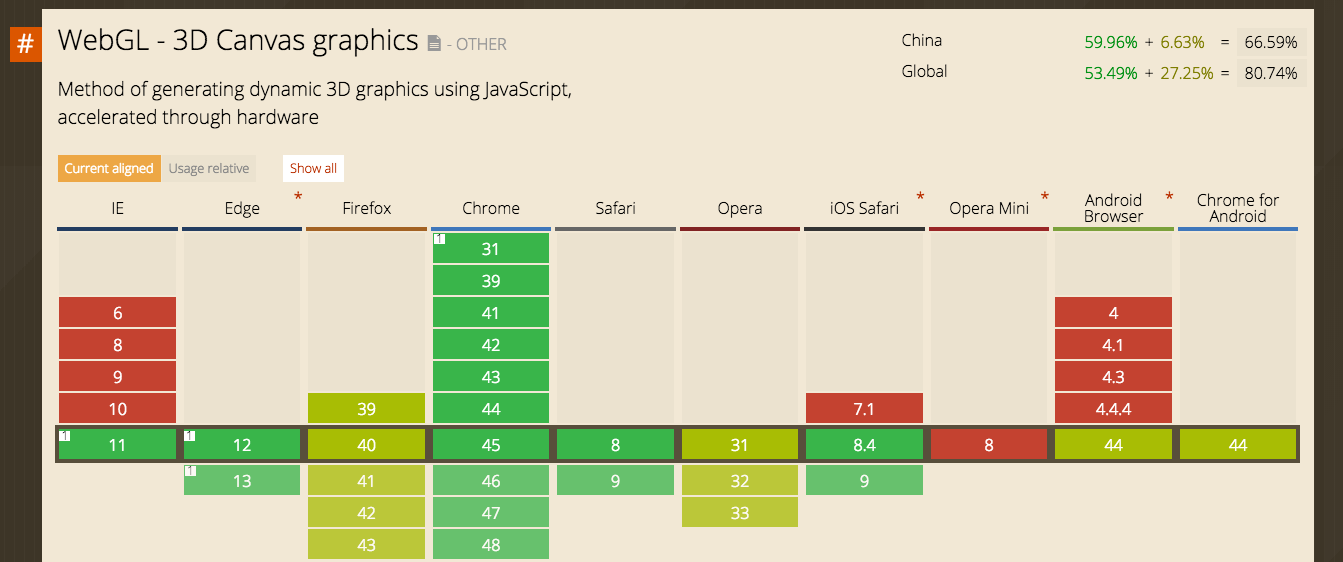 #
WebGL - 3D Canvas graphics - OTHER
China 59.96% + 6.63% = 66.59%
Global 53.49% + 27.25% = 80.74%
Method of generating dynamic 3D graphics using JavaScript,
accelerated through hardware
Current aligned Usage relative Show all
IE Edge * Firefox Chrome Safari Opera iOS Safari * Opera Mini * Android Browser * Chrome for Android
1 31
39
6 41 4
8 42 4.1
9 43 4.3
10 39 44 7.1 4.4.4
1 11 1 12 40 45 8 31 8.4 8 44 44
1 13 41 46 9 32 9
42 47 33
43 48